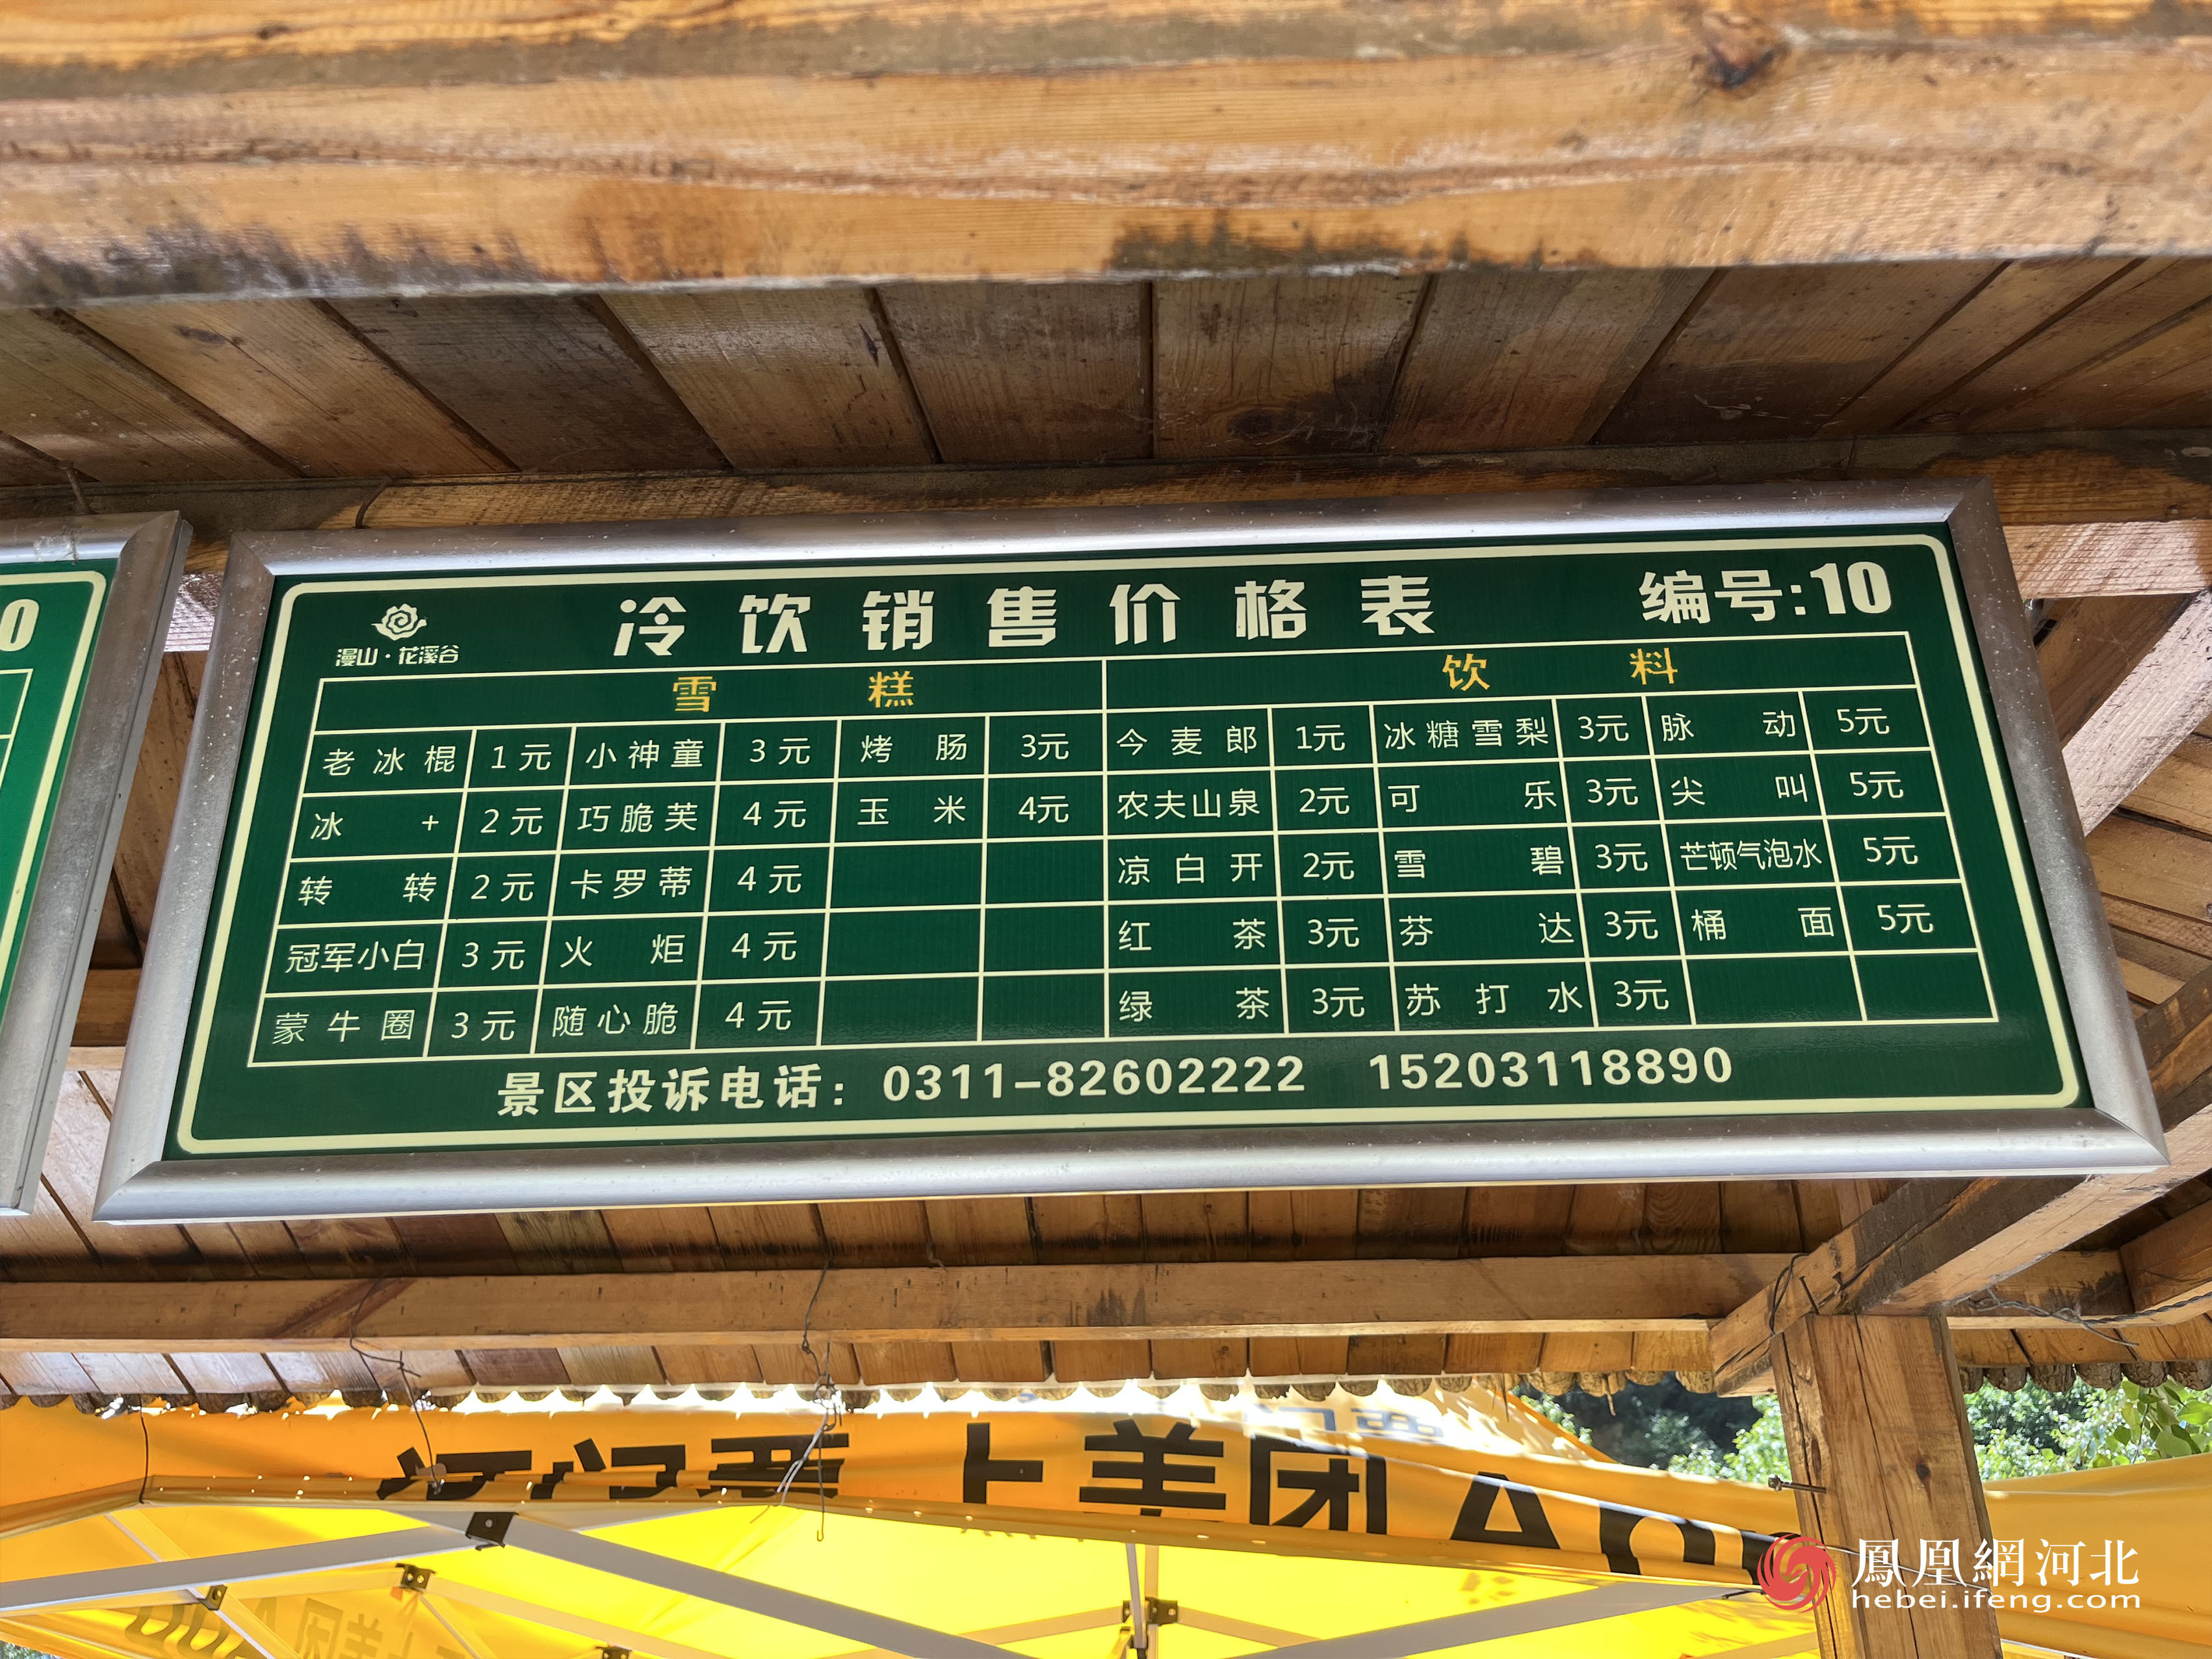 0
漫山·花溪谷
冷饮销售价格表
编号:10
雪糕 饮料
老冰棍 1元 小神童 3元 烤肠 3元 今麦郎 1元 冰糖雪梨 3元 脉动 5元
冰+ 2元 巧脆芙 4元 玉米 4元 农夫山泉 2元 可乐 3元 尖叫 5元
转转 2元 卡罗蒂 4元 凉白开 2元 雪碧 3元 芒顿气泡水 5元
冠军小白 3元 火炬 4元 红茶 3元 芬达 3元 桶面 5元
蒙牛圈 3元 随心脆 4元 绿茶 3元 苏打水 3元
景区投诉电话: 0311-82602222 15203118890
上美团A
鳳凰網河北
hebei.ifeng.com